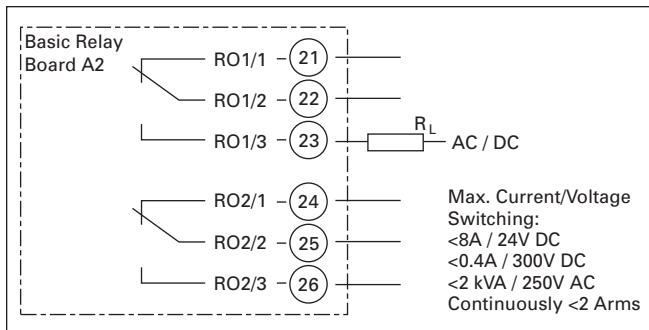 Basic Relay
Board A2
RO1/1 21
RO1/2 22
RO1/3 23 RL AC / DC
RO2/1 24
RO2/2 25
RO2/3 26
Max. Current/Voltage
Switching:
<8A / 24V DC
<0.4A / 300V DC
<2 kVA / 250V AC
Continuously <2 Arms